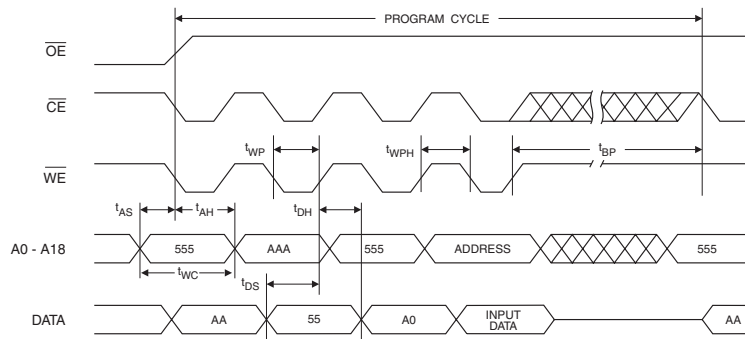 PROGRAM CYCLE
OE
CE
tWP
tWPH
tBP
WE
tAS
tAH
tDH
A0 - A18
555
AAA
555
ADDRESS
555
tWC
tDS
DATA
AA
55
A0
INPUT
DATA
AA